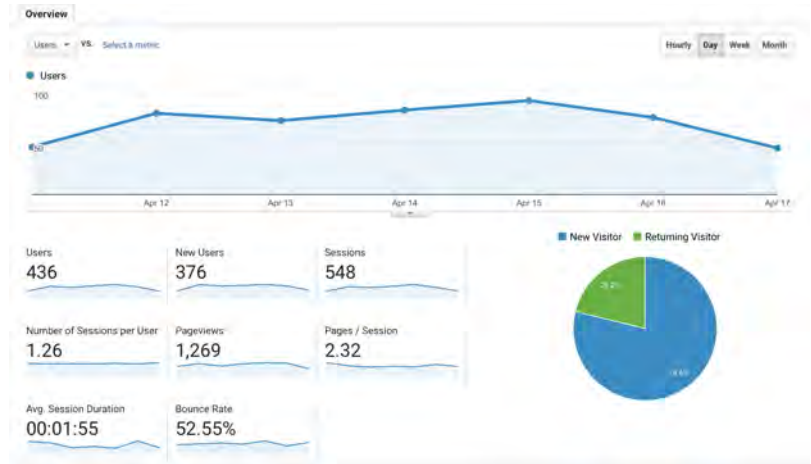 Overview
Users VS. Select a metric
Hourly Day Week Month
Users
100
50
Apr 12 Apr 13 Apr 14 Apr 15 Apr 16 Apr 17
New Visitor Returning Visitor
Users New Users Sessions
436 376 548
Number of Sessions per User Pageviews Pages / Session
1.26 1,269 2.32
Avg. Session Duration Bounce Rate
00:01:55 52.55%